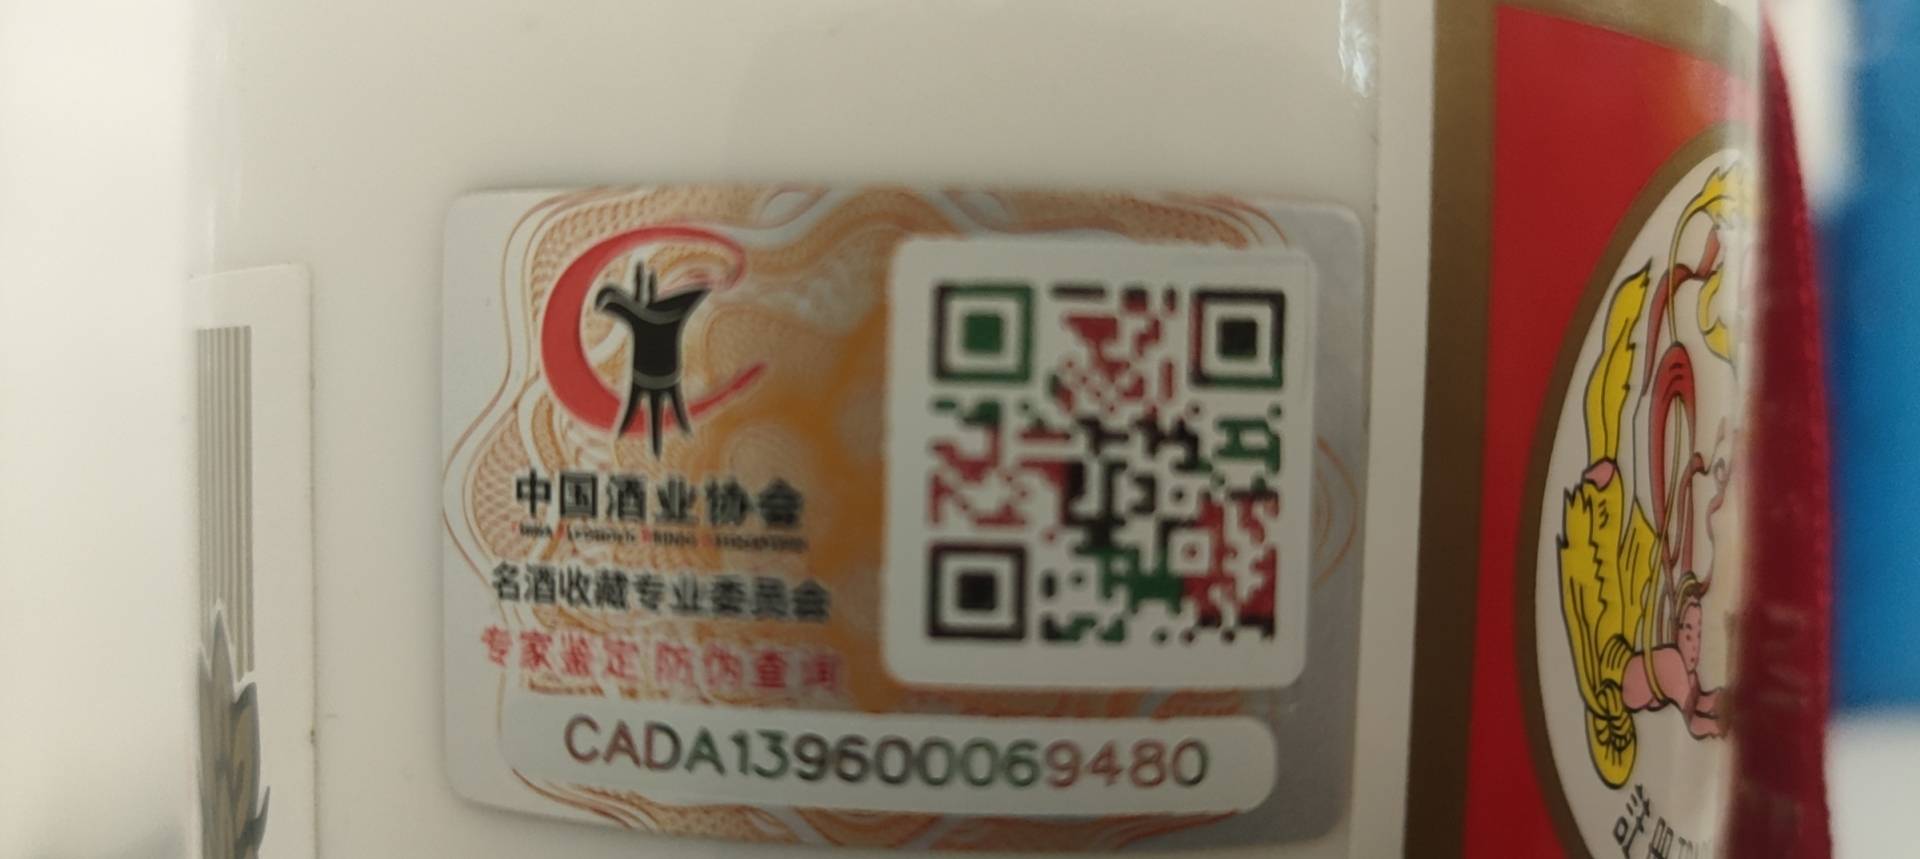 中国酒业协会
名酒收藏专业委员会
专家鉴定 防伪查询
CADA139600069480